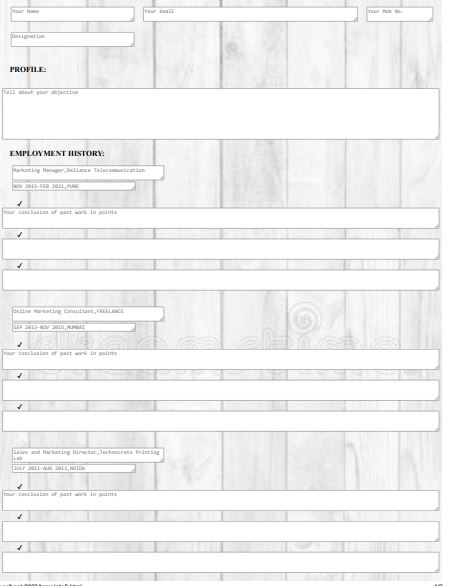 Your Name
Your Email
Your Mob No.
Designation
PROFILE:
Tell about your objective
EMPLOYMENT HISTORY:
Marketing Manager,Reliance Telecommunication
NOV 2015-FEB 2021,PUNE
✓
Your conclusion of past work in points
✓
✓
Online Marketing Consultant,FREELANCE
SEP 2013-NOV 2015,MUMBAI
✓
Your conclusion of past work in points
✓
✓
Sales and Marketing Director,Technocrats Printing
Lab
JULY 2011-AUG 2013,NOIDA
✓
Your conclusion of past work in points
✓
✓